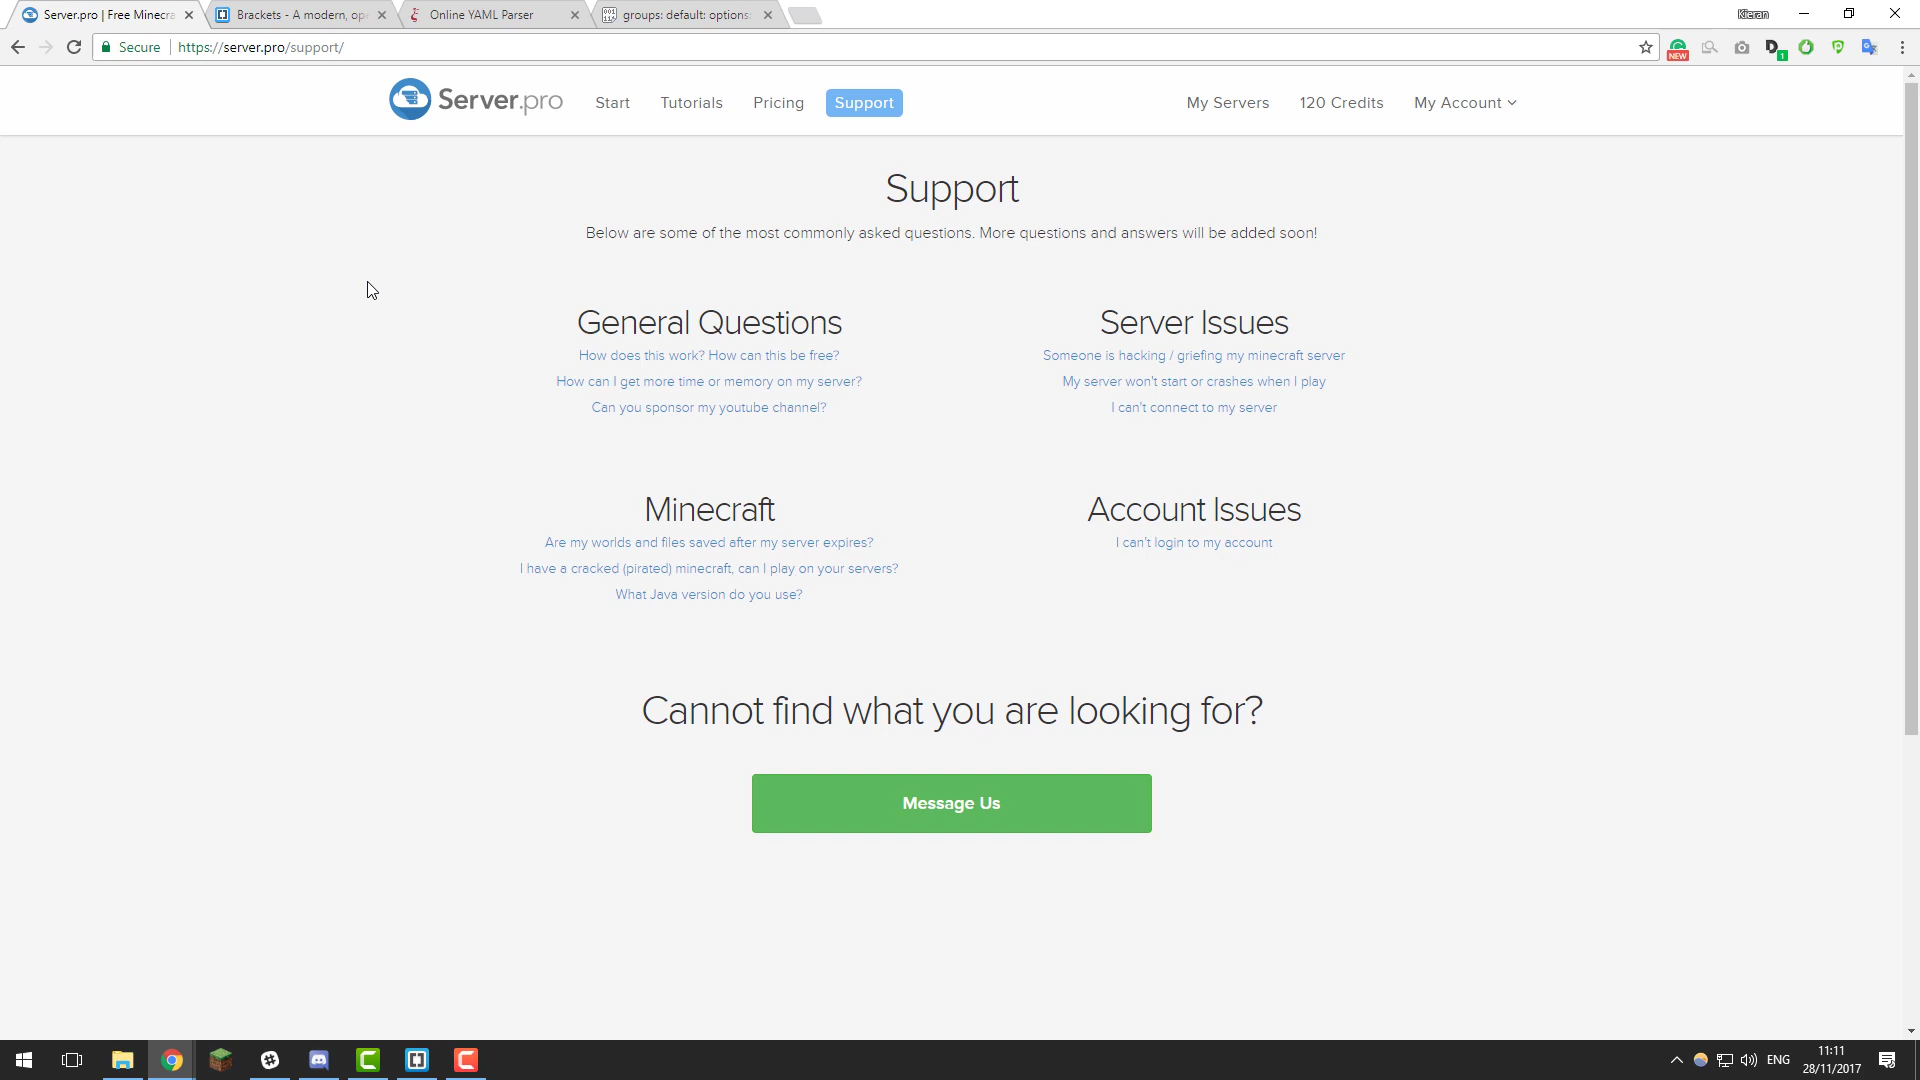 Server.pro | Free Minecra
Brackets - A modern, ope
Online YAML Parser
groups: default: options:
Kieran
Secure
https://server.pro/support/
NEW
1
Server.pro
Start
Tutorials
Pricing
Support
My Servers
120 Credits
My Account
Support
Below are some of the most commonly asked questions. More questions and answers will be added soon!
General Questions
How does this work? How can this be free?
How can I get more time or memory on my server?
Can you sponsor my youtube channel?
Server Issues
Someone is hacking / griefing my minecraft server
My server won't start or crashes when I play
I can't connect to my server
Minecraft
Are my worlds and files saved after my server expires?
I have a cracked (pirated) minecraft, can I play on your servers?
What Java version do you use?
Account Issues
I can't login to my account
Cannot find what you are looking for?
Message Us
ENG
11:11
28/11/2017